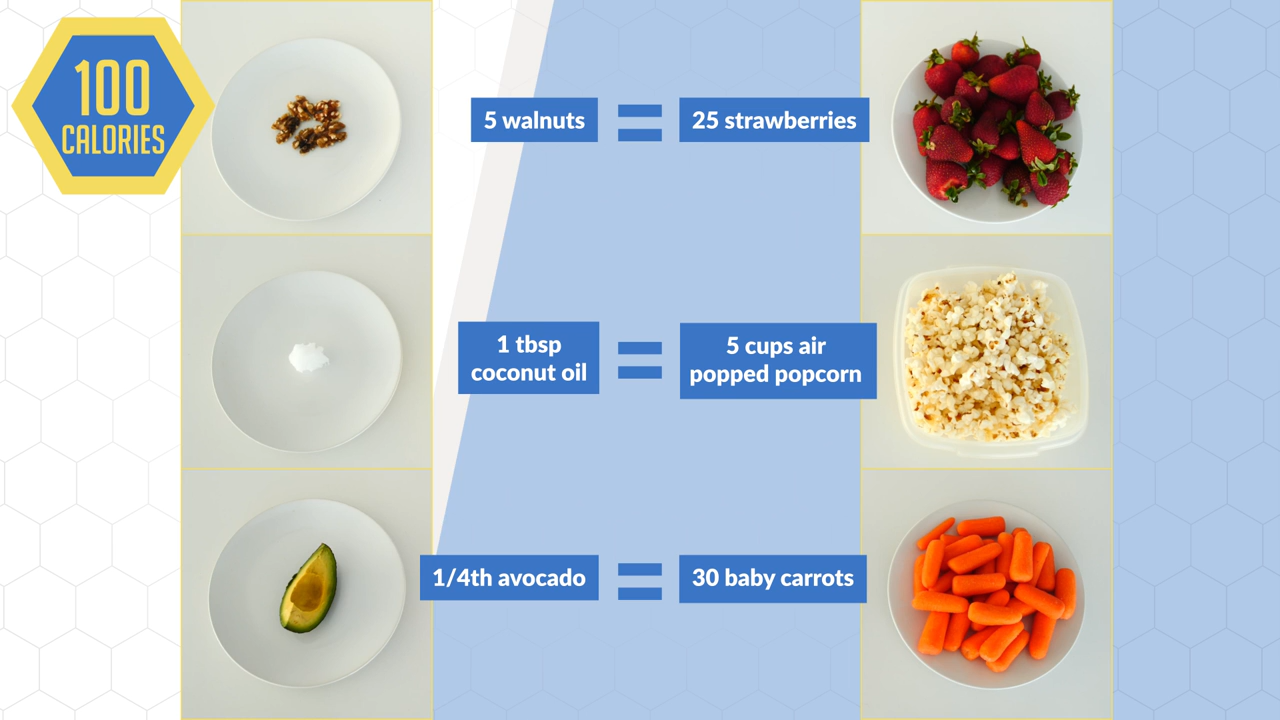 100
CALORIES
5 walnuts
=
25 strawberries
1 tbsp
coconut oil
=
5 cups air
popped popcorn
1/4th avocado
=
30 baby carrots